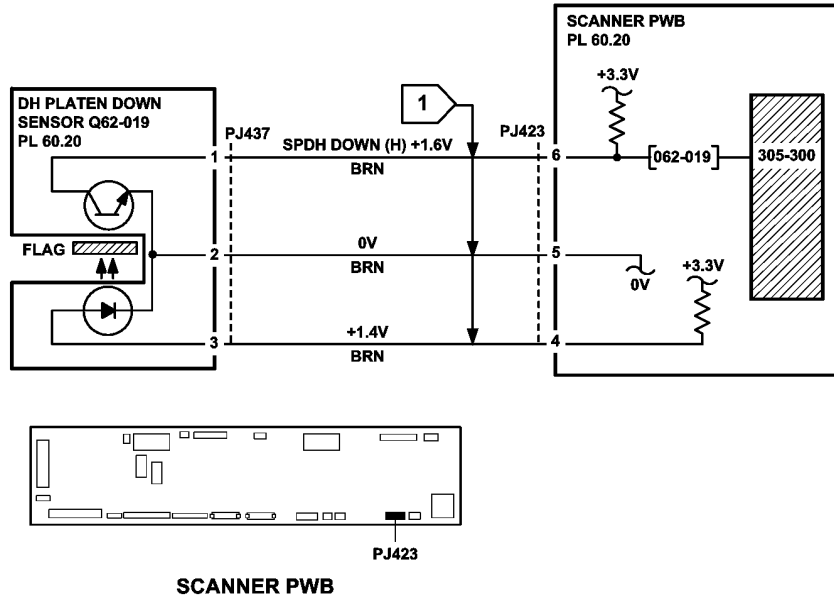 SCANNER PWB
PL 60.20
+3.3V
1
DH PLATEN DOWN
SENSOR Q62-019
PL 60.20
PJ437
SPDH DOWN (H) +1.6V
PJ423
1
BRN
6
[062-019]
305-300
FLAG
2
0V
BRN
5
0V
+3.3V
3
+1.4V
BRN
4
PJ423
SCANNER PWB